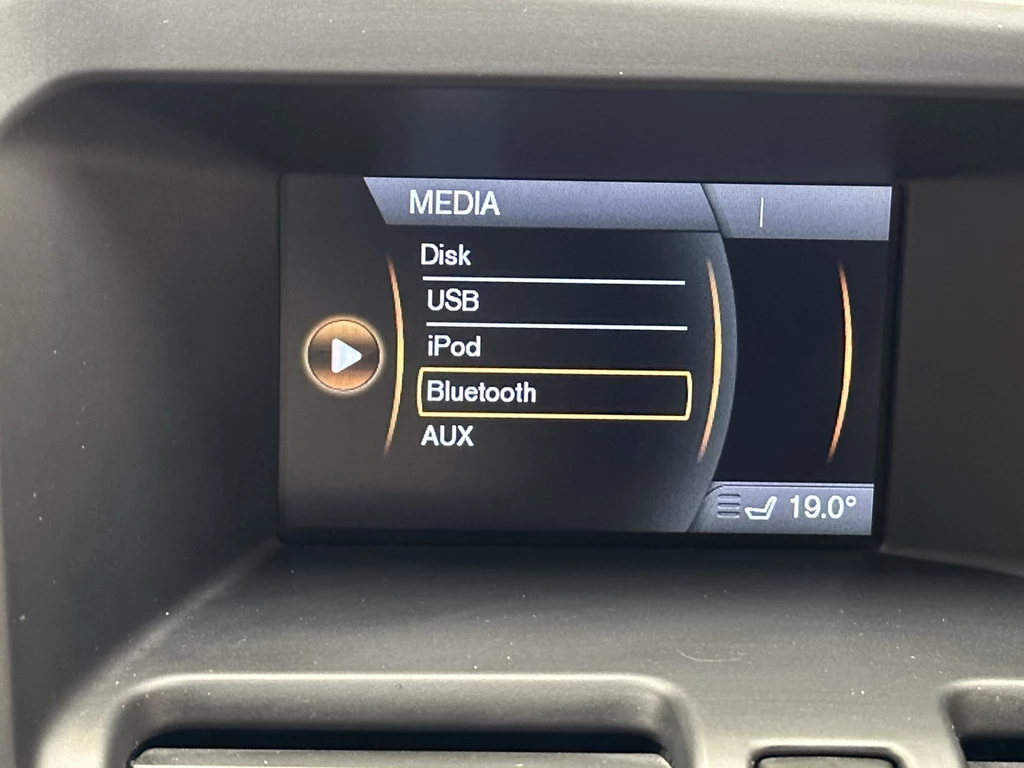 MEDIA
Disk
USB
iPod
Bluetooth
AUX
19.0°